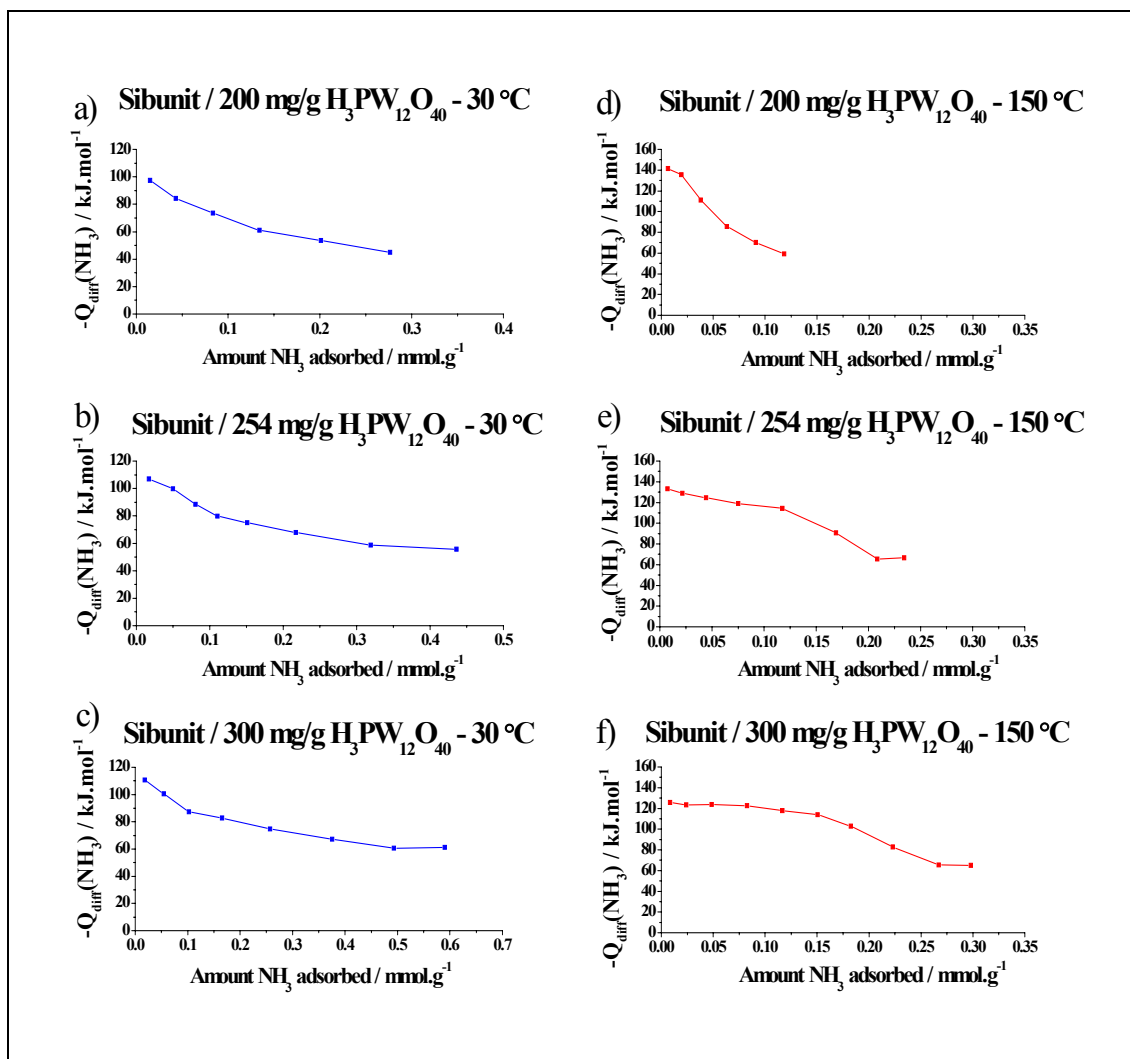 a) Sibunit / 200 mg/g H₃PW₁₂O₄₀ - 30 °C
-Q_diff(NH₃) / kJ.mol⁻¹
120
100
80
60
40
20
0
0.0 0.1 0.2 0.3 0.4
Amount NH₃ adsorbed / mmol.g⁻¹
d) Sibunit / 200 mg/g H₃PW₁₂O₄₀ - 150 °C
-Q_diff(NH₃) / kJ.mol⁻¹
160
140
120
100
80
60
40
20
0
0.00 0.05 0.10 0.15 0.20 0.25 0.30 0.35
Amount NH₃ adsorbed / mmol.g⁻¹
b) Sibunit / 254 mg/g H₃PW₁₂O₄₀ - 30 °C
-Q_diff(NH₃) / kJ.mol⁻¹
120
100
80
60
40
20
0
0.0 0.1 0.2 0.3 0.4 0.5
Amount NH₃ adsorbed / mmol.g⁻¹
e) Sibunit / 254 mg/g H₃PW₁₂O₄₀ - 150 °C
-Q_diff(NH₃) / kJ.mol⁻¹
160
140
120
100
80
60
40
20
0
0.00 0.05 0.10 0.15 0.20 0.25 0.30 0.35
Amount NH₃ adsorbed / mmol.g⁻¹
c) Sibunit / 300 mg/g H₃PW₁₂O₄₀ - 30 °C
-Q_diff(NH₃) / kJ.mol⁻¹
120
100
80
60
40
20
0
0.0 0.1 0.2 0.3 0.4 0.5 0.6 0.7
Amount NH₃ adsorbed / mmol.g⁻¹
f) Sibunit / 300 mg/g H₃PW₁₂O₄₀ - 150 °C
-Q_diff(NH₃) / kJ.mol⁻¹
160
140
120
100
80
60
40
20
0
0.00 0.05 0.10 0.15 0.20 0.25 0.30 0.35
Amount NH₃ adsorbed / mmol.g⁻¹